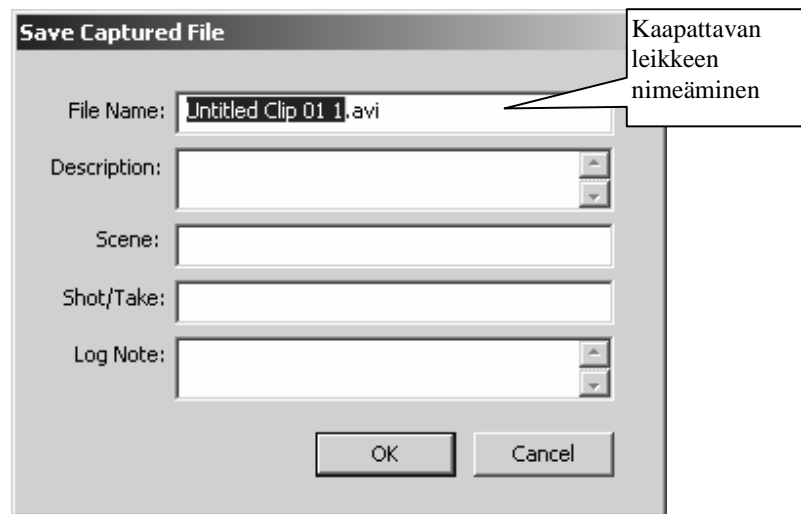 Save Captured File
Kaapattavan
leikkeen
nimeäminen
File Name: Untitled Clip 01 1.avi
Description:
Scene:
Shot/Take:
Log Note:
OK Cancel